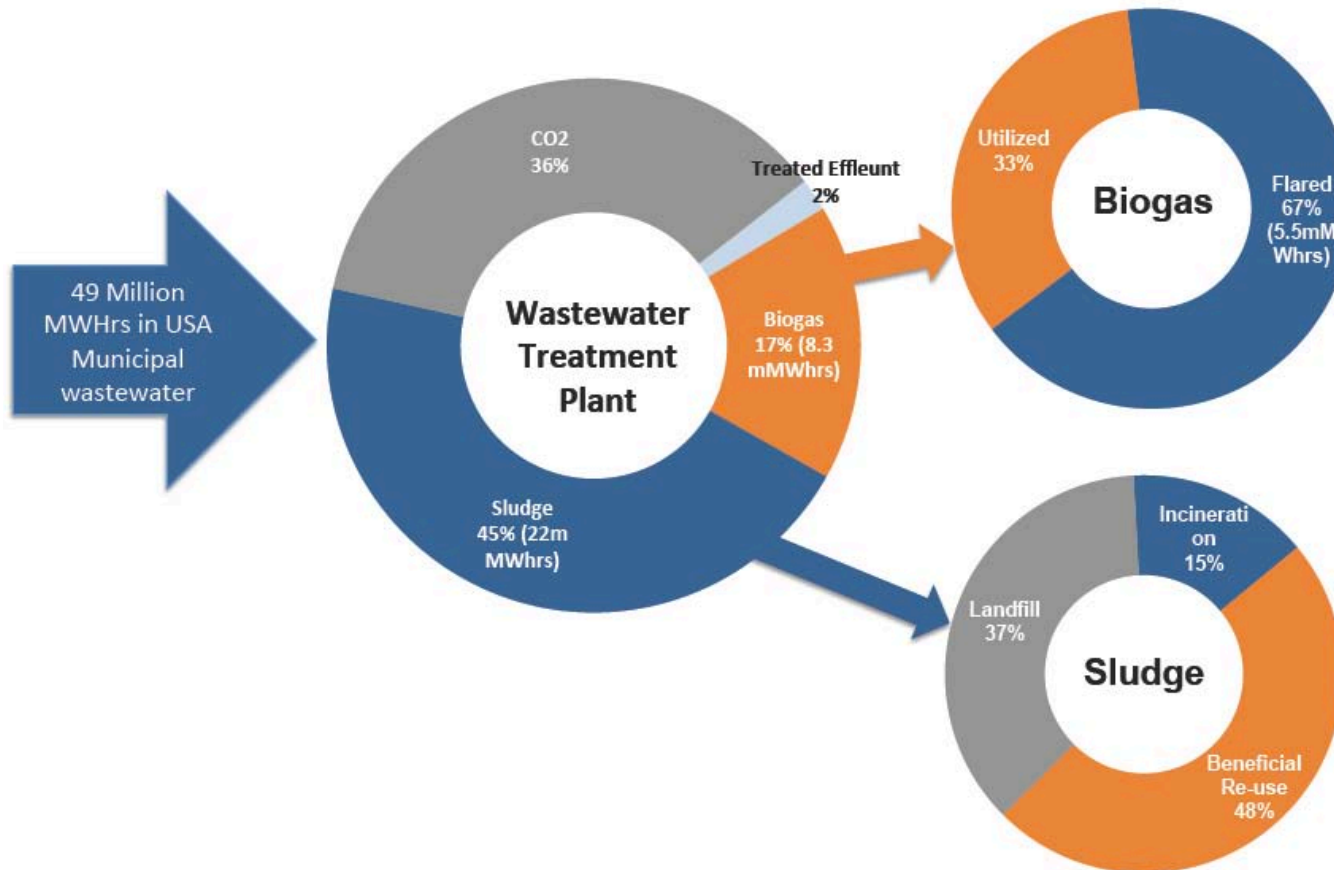 49 Million
MWHrs in USA
Municipal
wastewater
CO2
36%
Treated Effleunt
2%
Wastewater
Treatment
Plant
Biogas
17% (8.3
mMWhrs)
Sludge
45% (22m
MWhrs)
Utilized
33%
Biogas
Flared
67%
(5.5mM
Whrs)
Incinerati
on
15%
Landfill
37%
Sludge
Beneficial
Re-use
48%